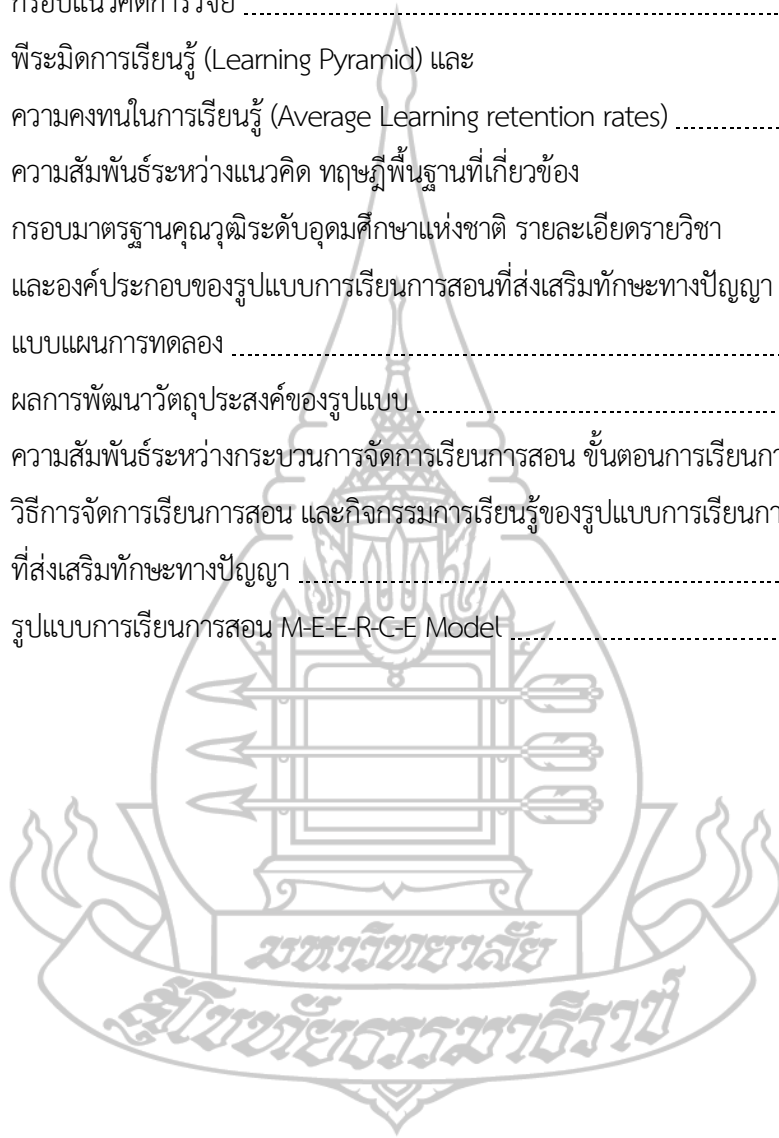 กรอบแนวคิดการวิจัย
พีระมิดการเรียนรู้ (Learning Pyramid) และ
ความคงทนในการเรียนรู้ (Average Learning retention rates)
ความสัมพันธ์ระหว่างแนวคิด ทฤษฎีพื้นฐานที่เกี่ยวข้อง
กรอบมาตรฐานคุณวุฒิระดับอุดมศึกษาแห่งชาติ รายละเอียดรายวิชา
และองค์ประกอบของรูปแบบการเรียนการสอนที่ส่งเสริมทักษะทางปัญญา
แบบแผนการทดลอง
ผลการพัฒนาวัตถุประสงค์ของรูปแบบ
ความสัมพันธ์ระหว่างกระบวนการจัดการเรียนการสอน ขั้นตอนการเรียนกา
วิธีการจัดการเรียนการสอน และกิจกรรมการเรียนรู้ของรูปแบบการเรียนกา
ที่ส่งเสริมทักษะทางปัญญา
รูปแบบการเรียนการสอน M-E-E-R-C-E Model
มหาวิทยาลัย
สุโขทัยธรรมาธิราช